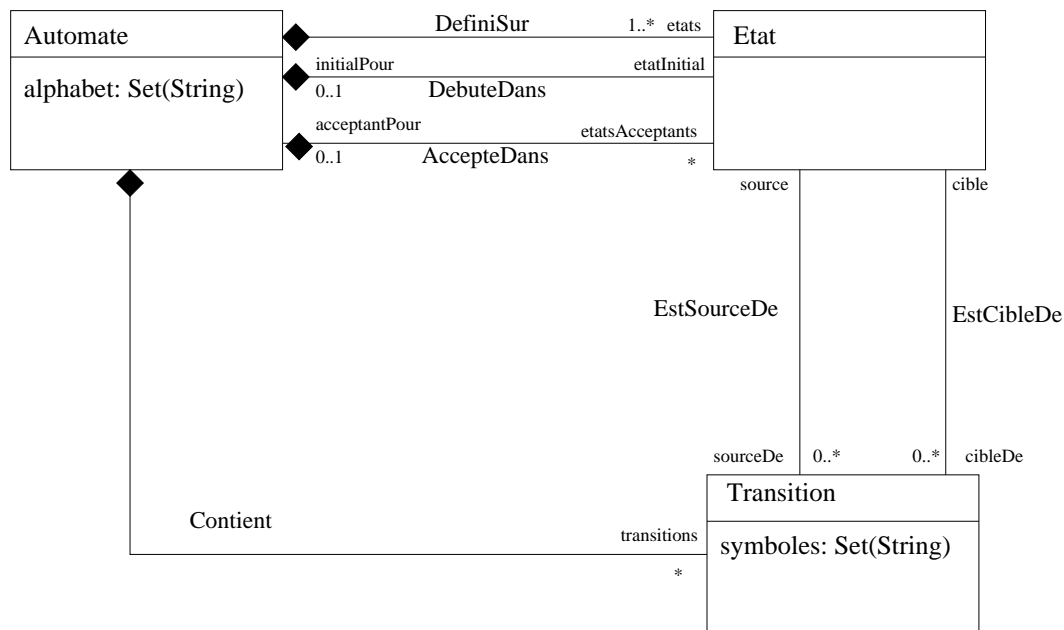 Automate
alphabet: Set(String)
DefiniSur
1..* etats
Etat
initialPour
etatInitial
0..1
DebuteDans
acceptantPour
etatsAcceptants
0..1
AccepteDans
*
source
cible
EstSourceDe
EstCibleDe
sourceDe
0..*
0..*
cibleDe
Transition
symboles: Set(String)
Contient
transitions
*